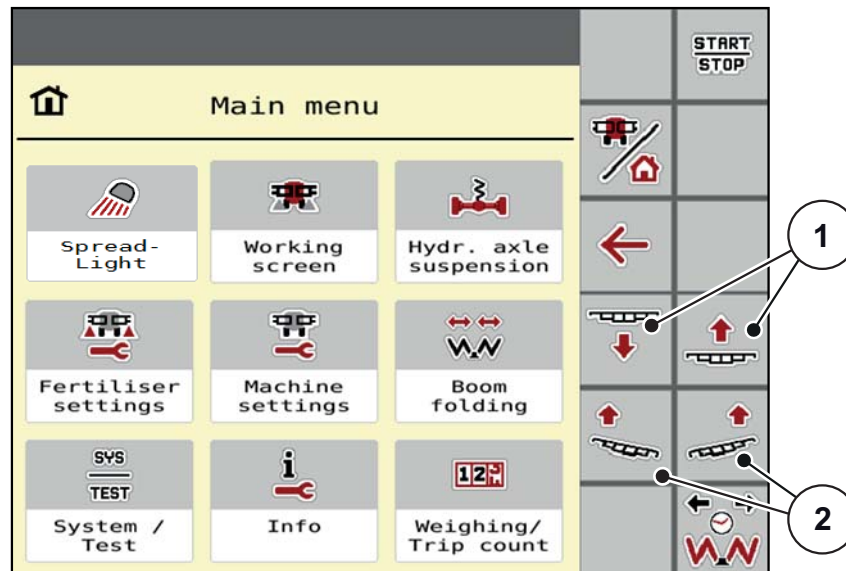 START
STOP
Main menu
Spread-
Light
Working
screen
Hydr. axle
suspension
1
Fertiliser
settings
Machine
settings
Boom
folding
SYS
TEST
i
System /
Test
Info
Weighing/
Trip count
2